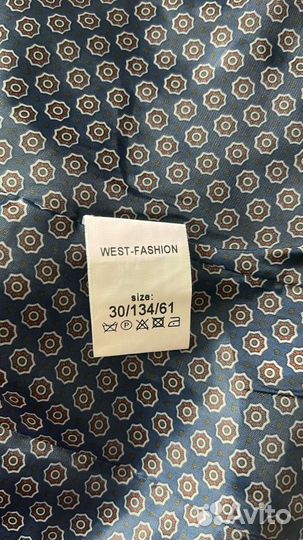 WEST-FASHION
size:
30/134/61
P
Avito